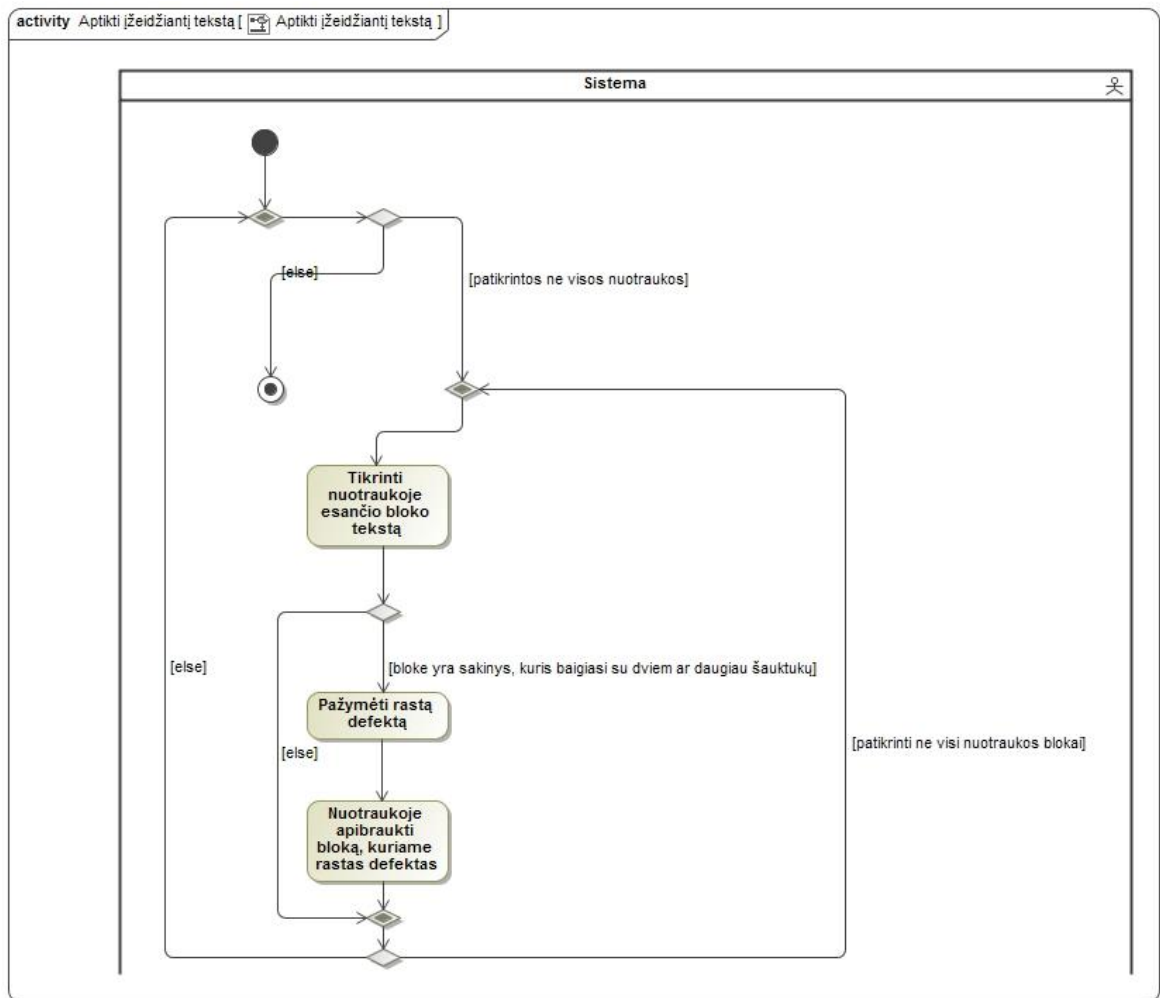 activity Aptikti įžeidžiantį tekstą [ Aptikti įžeidžiantį tekstą ]
Sistema
[else]
[patikrintos ne visos nuotraukos]
Tikrinti
nuotraukoje
esančio bloko
tekstą
[else]
[bloke yra sakinys, kuris baigiasi su dviem ar daugiau šauktukų]
Pažymėti rastą
defektą
[else]
[patikrinti ne visi nuotraukos blokai]
Nuotraukoje
apibraukti
bloką, kuriame
rastas defektas